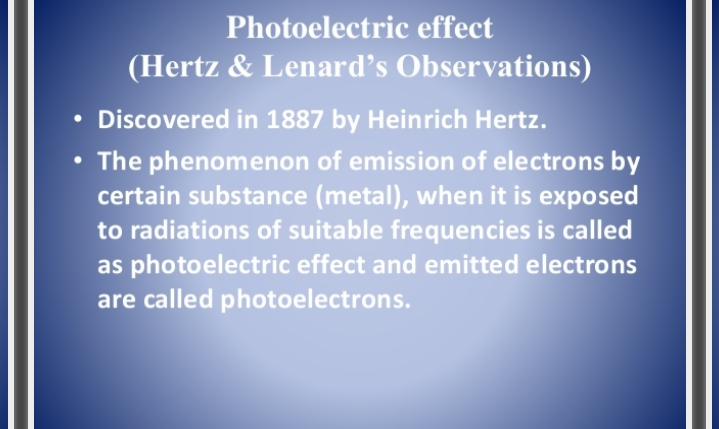 Photoelectric effect
(Hertz & Lenard's Observations)
• Discovered in 1887 by Heinrich Hertz.
• The phenomenon of emission of electrons by
certain substance (metal), when it is exposed
to radiations of suitable frequencies is called
as photoelectric effect and emitted electrons
are called photoelectrons.